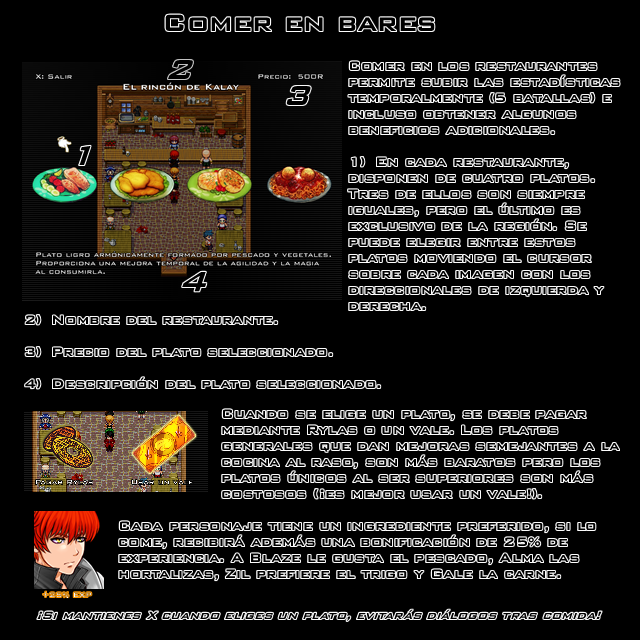 Comer en bares
X: Salir
2
Precio: 500R
El rincón de Kalay
3
1
Plato ligro armonicamente formado por pescado y vegetales.
Proporciona una mejora temporal de la agilidad y la magia
al consumirla.
4
Comer en los restaurantes
permite subir las estadísticas
temporalmente (5 batallas) e
incluso obtener algunos
beneficios adicionales.
1) En cada restaurante,
disponen de cuatro platos.
Tres de ellos son siempre
iguales, pero el último es
exclusivo de la región. Se
puede elegir entre estos
platos moviendo el cursor
sobre cada imagen con los
direccionales de izquierda y
derecha.
2) Nombre del restaurante.
3) Precio del plato seleccionado.
4) Descripción del plato seleccionado.
Pagar Rylas
Usar un vale
Cuando se elige un plato, se debe pagar
mediante Rylas o un vale. Los platos
generales que dan mejoras semejantes a la
cocina al raso, son más baratos pero los
platos únicos al ser superiores son más
costosos (¡es mejor usar un vale!).
+25% EXP
Cada personaje tiene un ingrediente preferido, si lo
come, recibirá además una bonificación de 25% de
experiencia. A Blaze le gusta el pescado, Alma las
hortalizas, Zil prefiere el trigo y Gale la carne.
¡Si mantienes X cuando eliges un plato, evitarás diálogos tras comida!